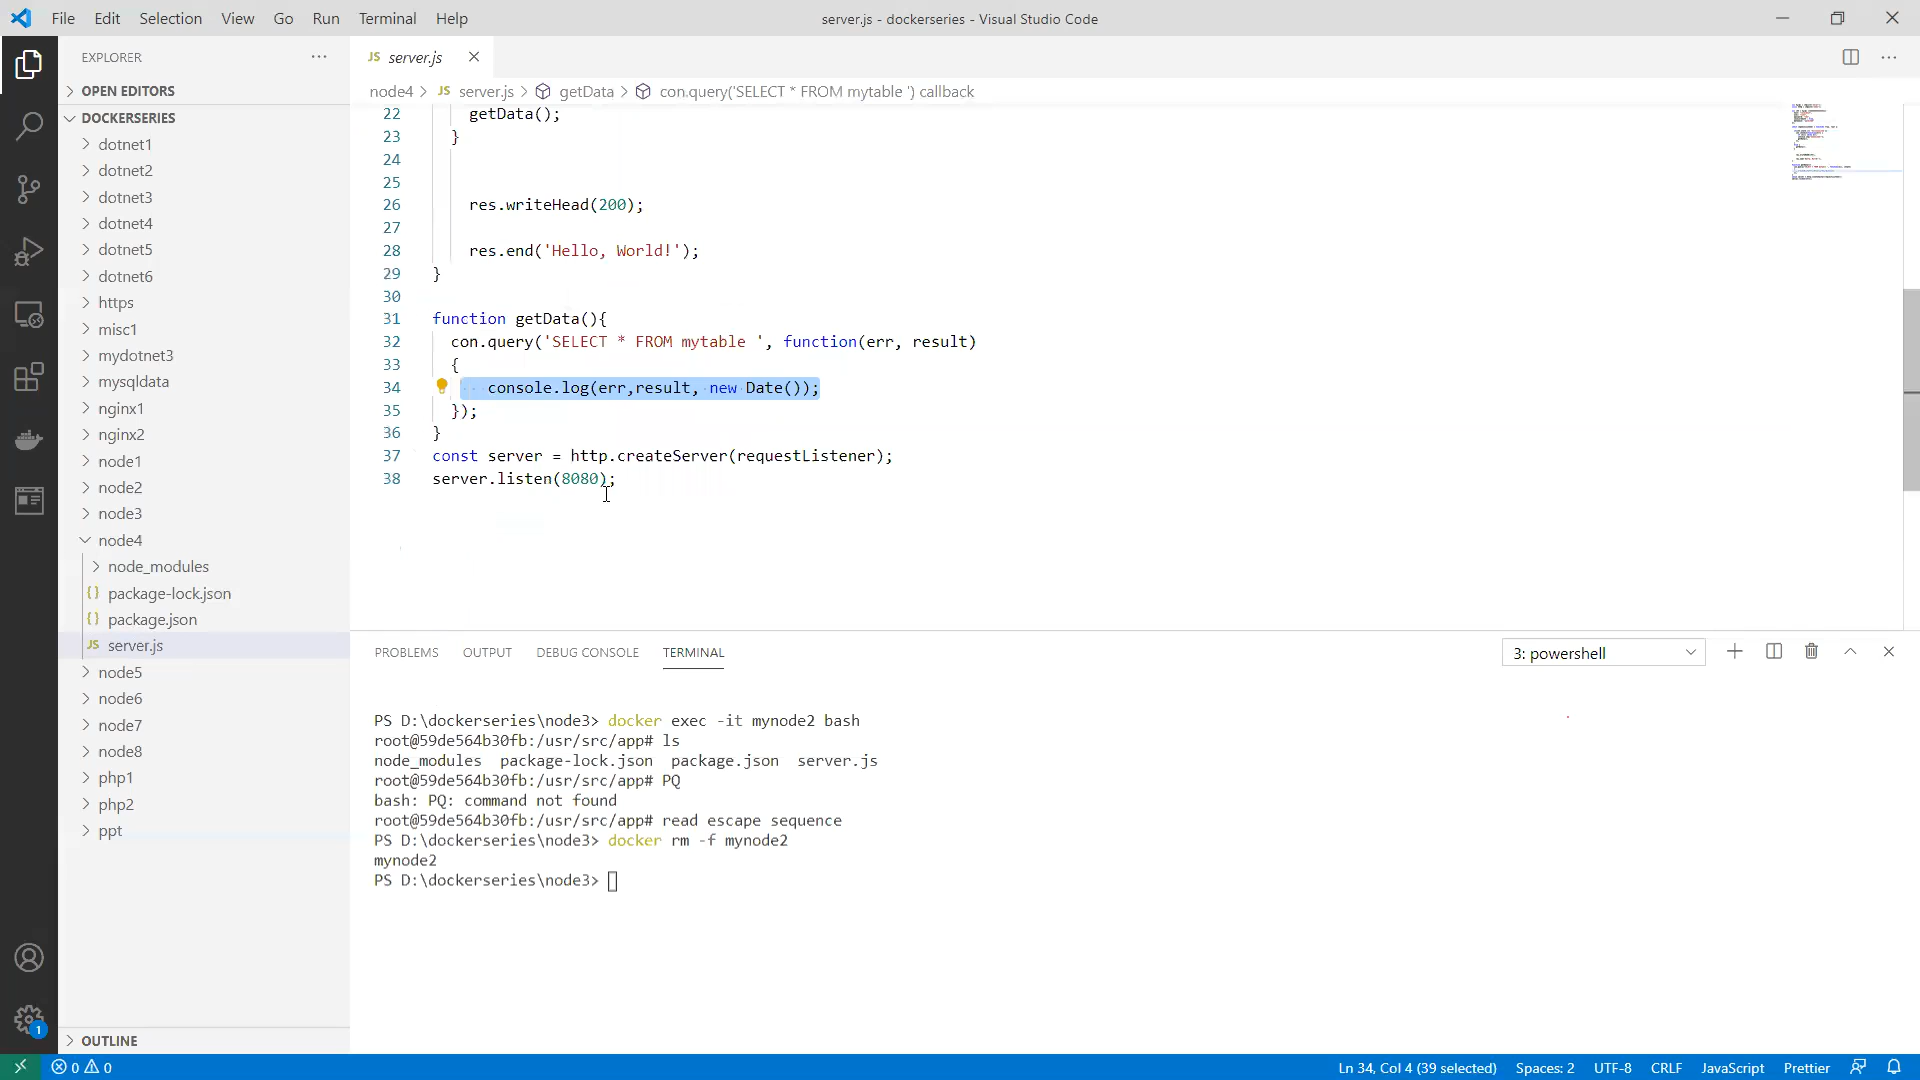 File Edit Selection View Go Run Terminal Help
server.js - dockerseries - Visual Studio Code
EXPLORER
OPEN EDITORS
DOCKERSERIES
dotnet1
dotnet2
dotnet3
dotnet4
dotnet5
dotnet6
https
misc1
mydotnet3
mysqldata
nginx1
nginx2
node1
node2
node3
node4
node_modules
{} package-lock.json
{} package.json
JS server.js
node5
node6
node7
node8
php1
php2
ppt
OUTLINE
JS server.js
node4 > JS server.js > getData > con.query('SELECT * FROM mytable ') callback
22 getData();
23 }
24
25
26 res.writeHead(200);
27
28 res.end('Hello, World!');
29 }
30
31 function getData(){
32 con.query('SELECT * FROM mytable ', function(err, result)
33 {
34 console.log(err,result, new Date());
35 });
36 }
37 const server = http.createServer(requestListener);
38 server.listen(8080);
PROBLEMS OUTPUT DEBUG CONSOLE TERMINAL
3: powershell
PS D:\dockerseries\node3> docker exec -it mynode2 bash
root@59de564b30fb:/usr/src/app# ls
node_modules package-lock.json package.json server.js
root@59de564b30fb:/usr/src/app# PQ
bash: PQ: command not found
root@59de564b30fb:/usr/src/app# read escape sequence
PS D:\dockerseries\node3> docker rm -f mynode2
mynode2
PS D:\dockerseries\node3>
1
0 0
Ln 34, Col 4 (39 selected) Spaces: 2 UTF-8 CRLF JavaScript Prettier